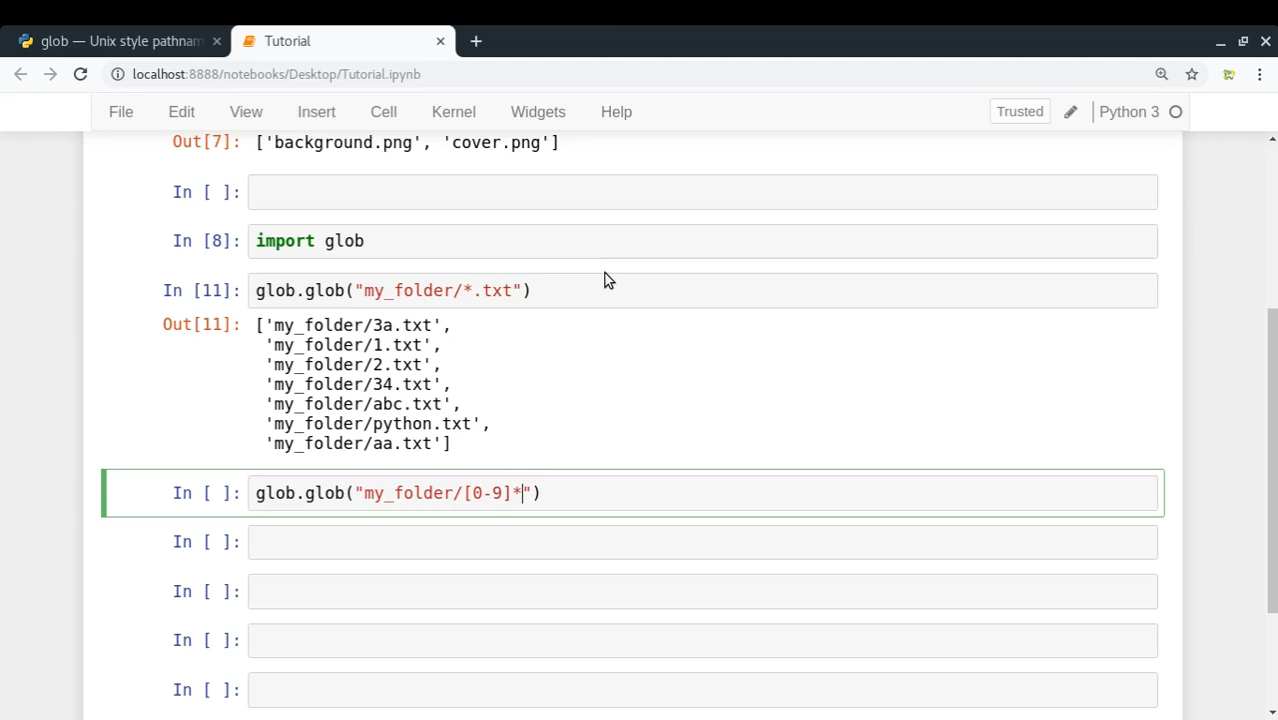 glob — Unix style pathnam
Tutorial
localhost:8888/notebooks/Desktop/Tutorial.ipynb
File Edit View Insert Cell Kernel Widgets Help Trusted Python 3
Out[7]: ['background.png', 'cover.png']
In [ ]:
In [8]: import glob
In [11]: glob.glob("my_folder/*.txt")
Out[11]: ['my_folder/3a.txt',
'my_folder/1.txt',
'my_folder/2.txt',
'my_folder/34.txt',
'my_folder/abc.txt',
'my_folder/python.txt',
'my_folder/aa.txt']
In [ ]: glob.glob("my_folder/[0-9]*")
In [ ]:
In [ ]:
In [ ]:
In [ ]: